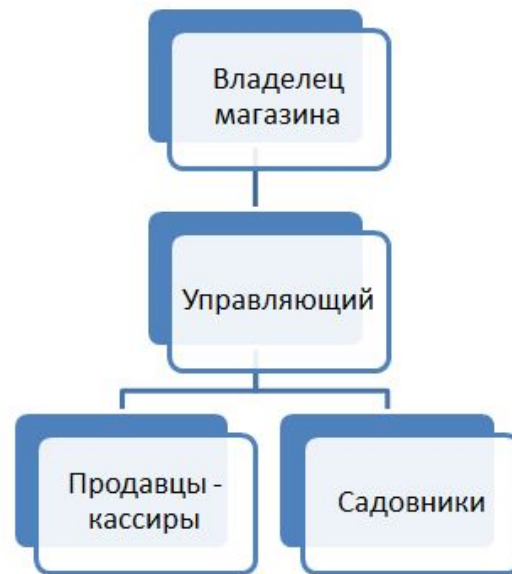 Владелец
магазина
Управляющий
Продавцы -
кассиры
Садовники